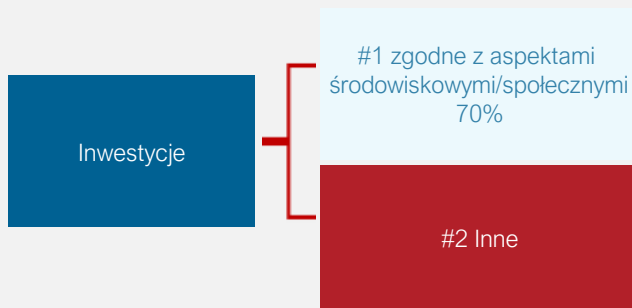 Inwestycje
#1 zgodne z aspektami
środowiskowymi/społecznymi
70%
#2 Inne